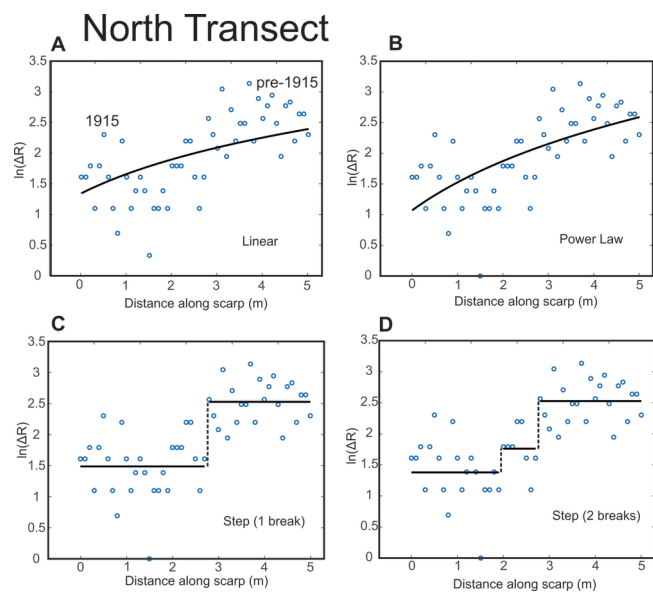 North Transect
A
3.5
3
2.5
2
1.5
1
0.5
0
ln(ΔR)
1915
pre-1915
Linear
0 1 2 3 4 5
Distance along scarp (m)
B
3.5
3
2.5
2
1.5
1
0.5
0
ln(ΔR)
Power Law
0 1 2 3 4 5
Distance along scarp (m)
C
3.5
3
2.5
2
1.5
1
0.5
0
ln(ΔR)
Step (1 break)
0 1 2 3 4 5
Distance along scarp (m)
D
3.5
3
2.5
2
1.5
1
0.5
0
ln(ΔR)
Step (2 breaks)
0 1 2 3 4 5
Distance along scarp (m)